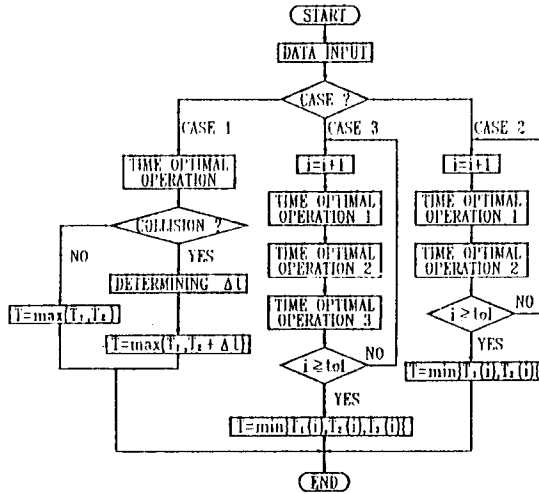 START
DATA INPUT
CASE ?
CASE 1
CASE 3
CASE 2
TIME OPTIMAL
OPERATION
COLLISION ?
NO
YES
DETERMINING Δt
T=max{T₁,T₂}
T=max{T₁,T₂+Δt}
i=i+1
TIME OPTIMAL
OPERATION 1
TIME OPTIMAL
OPERATION 2
TIME OPTIMAL
OPERATION 3
i≧tol
NO
YES
T=min{T₁(i),T₂(i),T₃(i)}
i=i+1
TIME OPTIMAL
OPERATION 1
TIME OPTIMAL
OPERATION 2
i≧tol
NO
YES
T=min{T₁(i),T₂(i)}
END